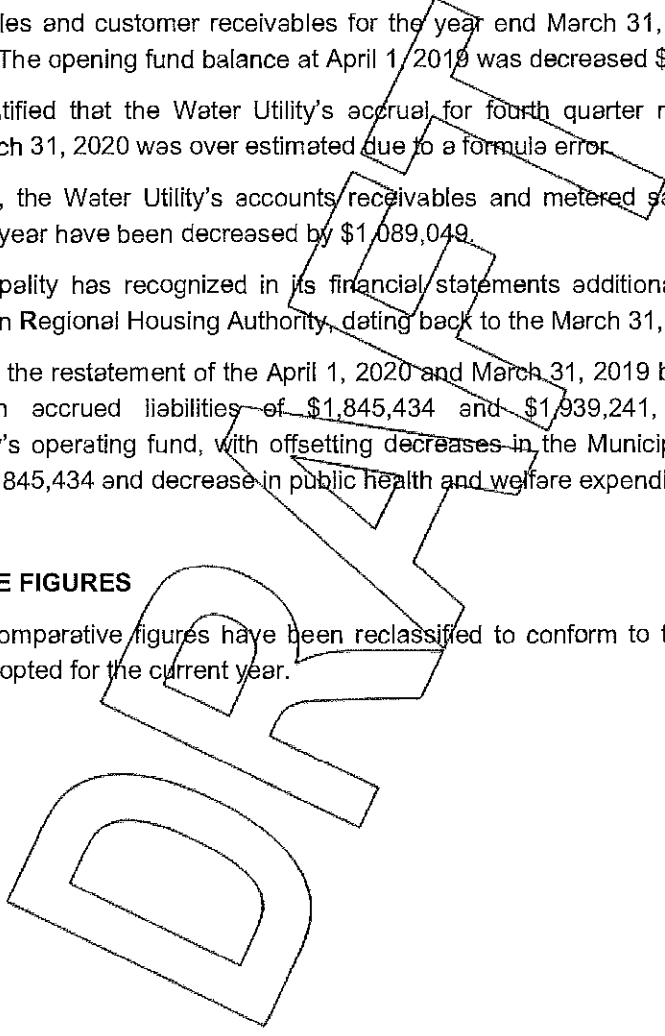 les and customer receivables for the year end March 31,
The opening fund balance at April 1, 2019 was decreased $
tified that the Water Utility's accrual for fourth quarter
ch 31, 2020 was over estimated due to a formula error.
, the Water Utility's accounts receivables and metered
year have been decreased by $1,089,049.
pality has recognized in its financial statements additiona
n Regional Housing Authority, dating back to the March 31,
the restatement of the April 1, 2020 and March 31, 2019
accrued liabilities of $1,845,434 and $1,939,241,
's operating fund, with offsetting decreases in the Municip
845,434 and decrease in public health and welfare expendi
E FIGURES
omparative figures have been reclassified to conform to
opted for the current year.
DRAFT